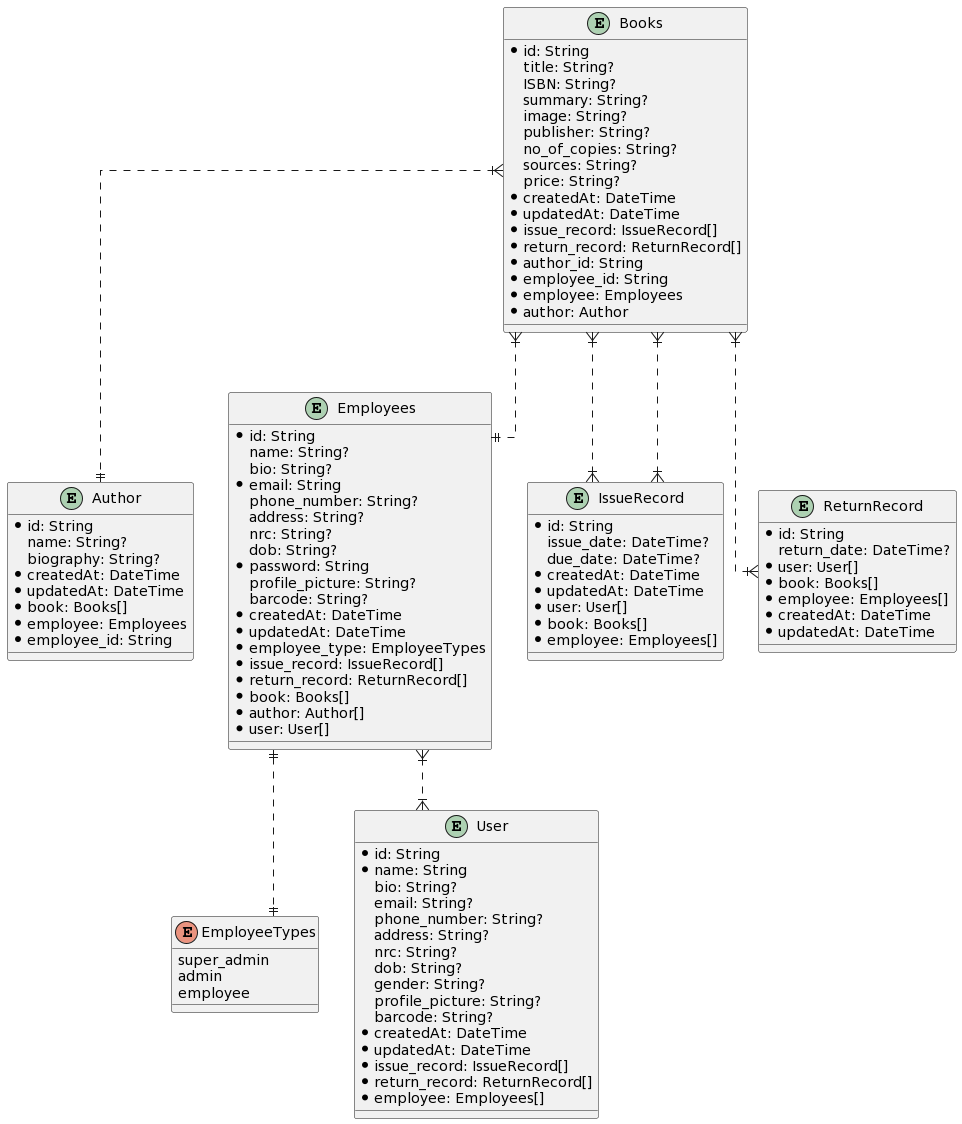 E Books
id: String
title: String?
ISBN: String?
summary: String?
image: String?
publisher: String?
no_of_copies: String?
sources: String?
price: String?
createdAt: DateTime
updatedAt: DateTime
issue_record: IssueRecord[]
return_record: ReturnRecord[]
author_id: String
employee_id: String
employee: Employees
author: Author
E Employees
id: String
name: String?
bio: String?
email: String
phone_number: String?
address: String?
nrc: String?
dob: String?
password: String
profile_picture: String?
barcode: String?
createdAt: DateTime
updatedAt: DateTime
employee_type: EmployeeTypes
issue_record: IssueRecord[]
return_record: ReturnRecord[]
book: Books[]
author: Author[]
user: User[]
E Author
id: String
name: String?
biography: String?
createdAt: DateTime
updatedAt: DateTime
book: Books[]
employee: Employees
employee_id: String
E IssueRecord
id: String
issue_date: DateTime?
due_date: DateTime?
createdAt: DateTime
updatedAt: DateTime
user: User[]
book: Books[]
employee: Employees[]
E ReturnRecord
id: String
return_date: DateTime?
user: User[]
book: Books[]
employee: Employees[]
createdAt: DateTime
updatedAt: DateTime
E User
id: String
name: String
bio: String?
email: String?
phone_number: String?
address: String?
nrc: String?
dob: String?
gender: String?
profile_picture: String?
barcode: String?
createdAt: DateTime
updatedAt: DateTime
issue_record: IssueRecord[]
return_record: ReturnRecord[]
employee: Employees[]
E EmployeeTypes
super_admin
admin
employee